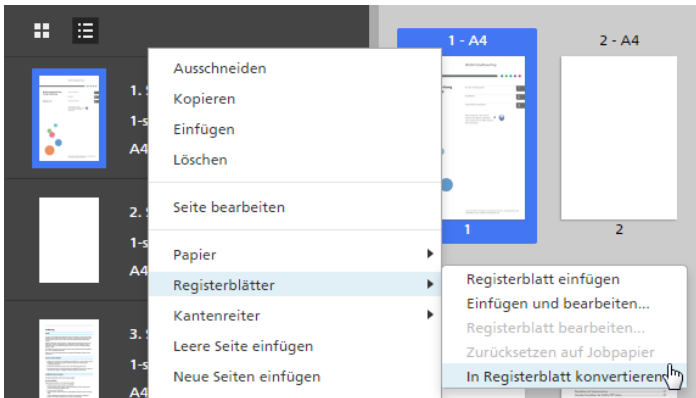 1 - A4
2 - A4
1.
1-s
A4
2.
1-s
A4
3.
1-s
A4
Ausschneiden
Kopieren
Einfügen
Löschen
Seite bearbeiten
Papier
Registerblätter
Kantenreiter
Leere Seite einfügen
Neue Seiten einfügen
1
2
Registerblatt einfügen
Einfügen und bearbeiten...
Registerblatt bearbeiten...
Zurücksetzen auf Jobpapier
In Registerblatt konvertieren